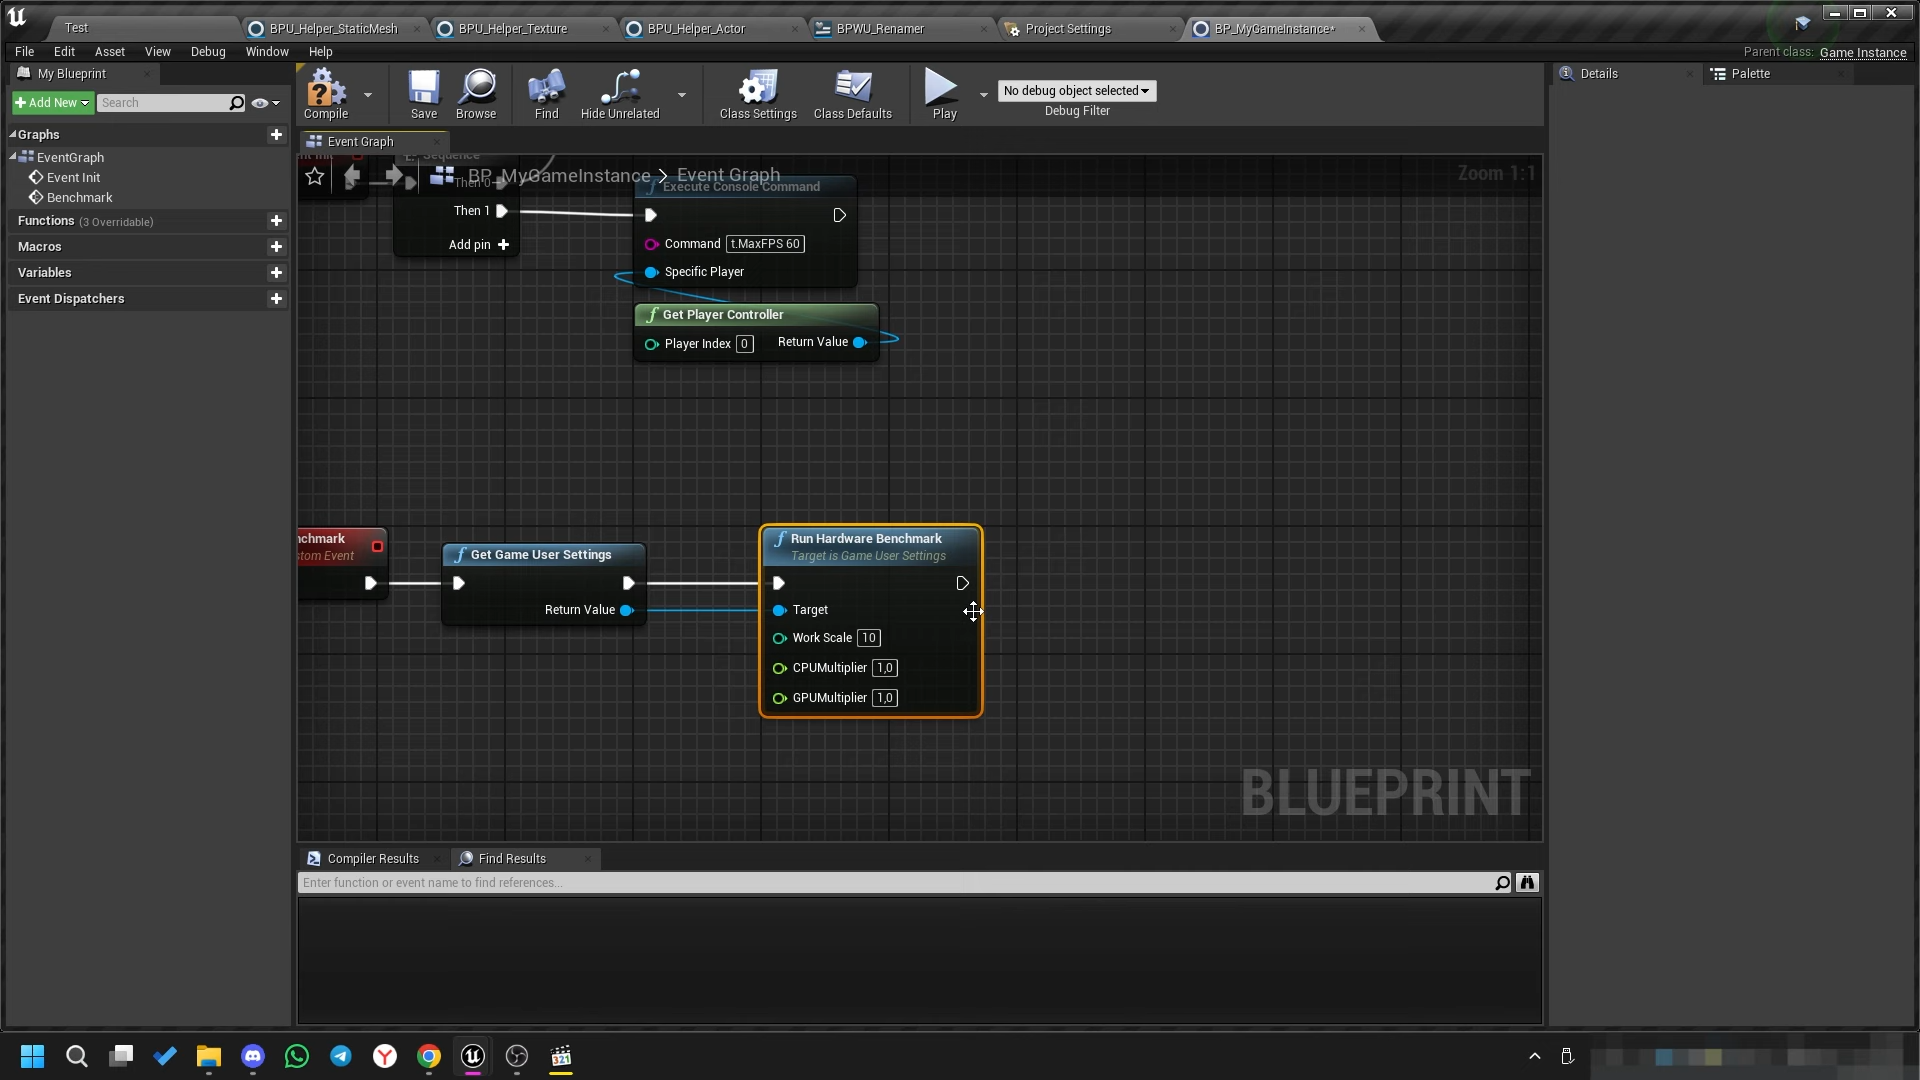 Test
BPU_Helper_StaticMesh
BPU_Helper_Texture
BPU_Helper_Actor
BPWU_Renamer
Project Settings
BP_MyGameInstance*
File Edit Asset View Debug Window Help
Parent class: Game Instance
My Blueprint
Details
Palette
Add New
Search
Compile
Save
Browse
Find
Hide Unrelated
Class Settings
Class Defaults
Play
No debug object selected
Debug Filter
Graphs
EventGraph
Event Init
Benchmark
Functions (3 Overridable)
Macros
Variables
Event Dispatchers
Event Graph
BP_MyGameInstance > Event Graph
Zoom 1:1
Sequence
Then 0
Then 1
Add pin
Execute Console Command
Command t.MaxFPS 60
Specific Player
Get Player Controller
Player Index 0
Return Value
nchmark
stom Event
Get Game User Settings
Return Value
Run Hardware Benchmark
Target is Game User Settings
Target
Work Scale 10
CPUMultiplier 1,0
GPUMultiplier 1,0
BLUEPRINT
Compiler Results
Find Results
Enter function or event name to find references...
321